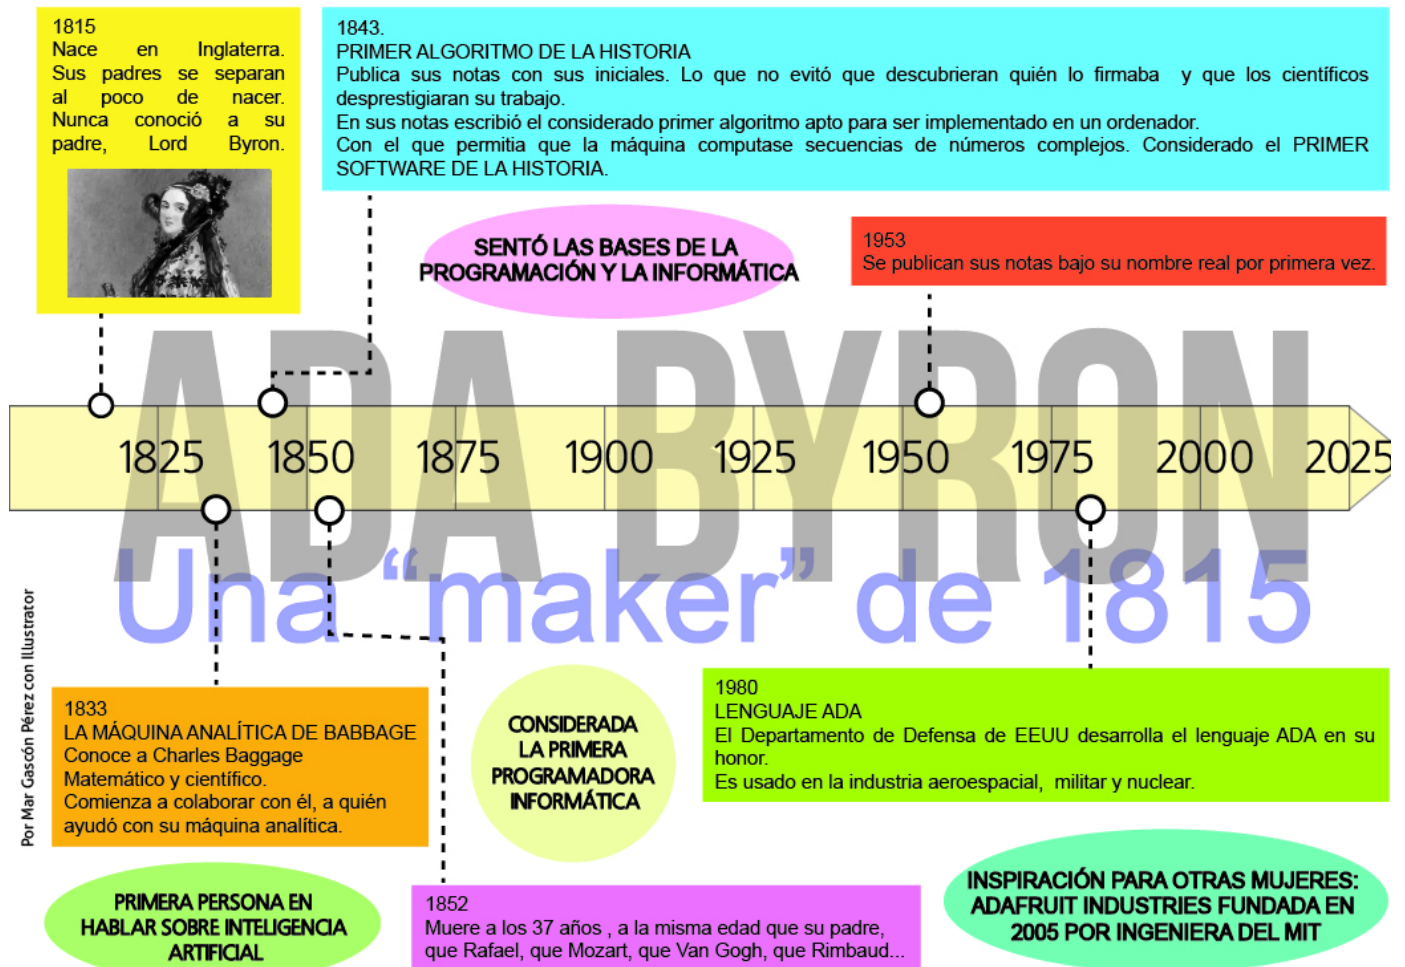 1815
Nace en Inglaterra.
Sus padres se separan
al poco de nacer.
Nunca conoció a su
padre, Lord Byron.
1843.
PRIMER ALGORITMO DE LA HISTORIA
Publica sus notas con sus iniciales. Lo que no evitó que descubrieran quién lo firmaba y que los científicos
desprestigiaran su trabajo.
En sus notas escribió el considerado primer algoritmo apto para ser implementado en un ordenador.
Con el que permitia que la máquina computase secuencias de números complejos. Considerado el PRIMER
SOFTWARE DE LA HISTORIA.
SENTÓ LAS BASES DE LA
PROGRAMACIÓN Y LA INFORMÁTICA
1953
Se publican sus notas bajo su nombre real por primera vez.
ADA BYRON
1825 1850 1875 1900 1925 1950 1975 2000 2025
Una “maker” de 1815
Por Mar Gascón Pérez con Illustrator
1833
LA MÁQUINA ANALÍTICA DE BABBAGE
Conoce a Charles Baggage
Matemático y científico.
Comienza a colaborar con él, a quién
ayudó con su máquina analítica.
CONSIDERADA
LA PRIMERA
PROGRAMADORA
INFORMÁTICA
1980
LENGUAJE ADA
El Departamento de Defensa de EEUU desarrolla el lenguaje ADA en su
honor.
Es usado en la industria aeroespacial, militar y nuclear.
PRIMERA PERSONA EN
HABLAR SOBRE INTELIGENCIA
ARTIFICIAL
1852
Muere a los 37 años , a la misma edad que su padre,
que Rafael, que Mozart, que Van Gogh, que Rimbaud...
INSPIRACIÓN PARA OTRAS MUJERES:
ADAFRUIT INDUSTRIES FUNDADA EN
2005 POR INGENIERA DEL MIT